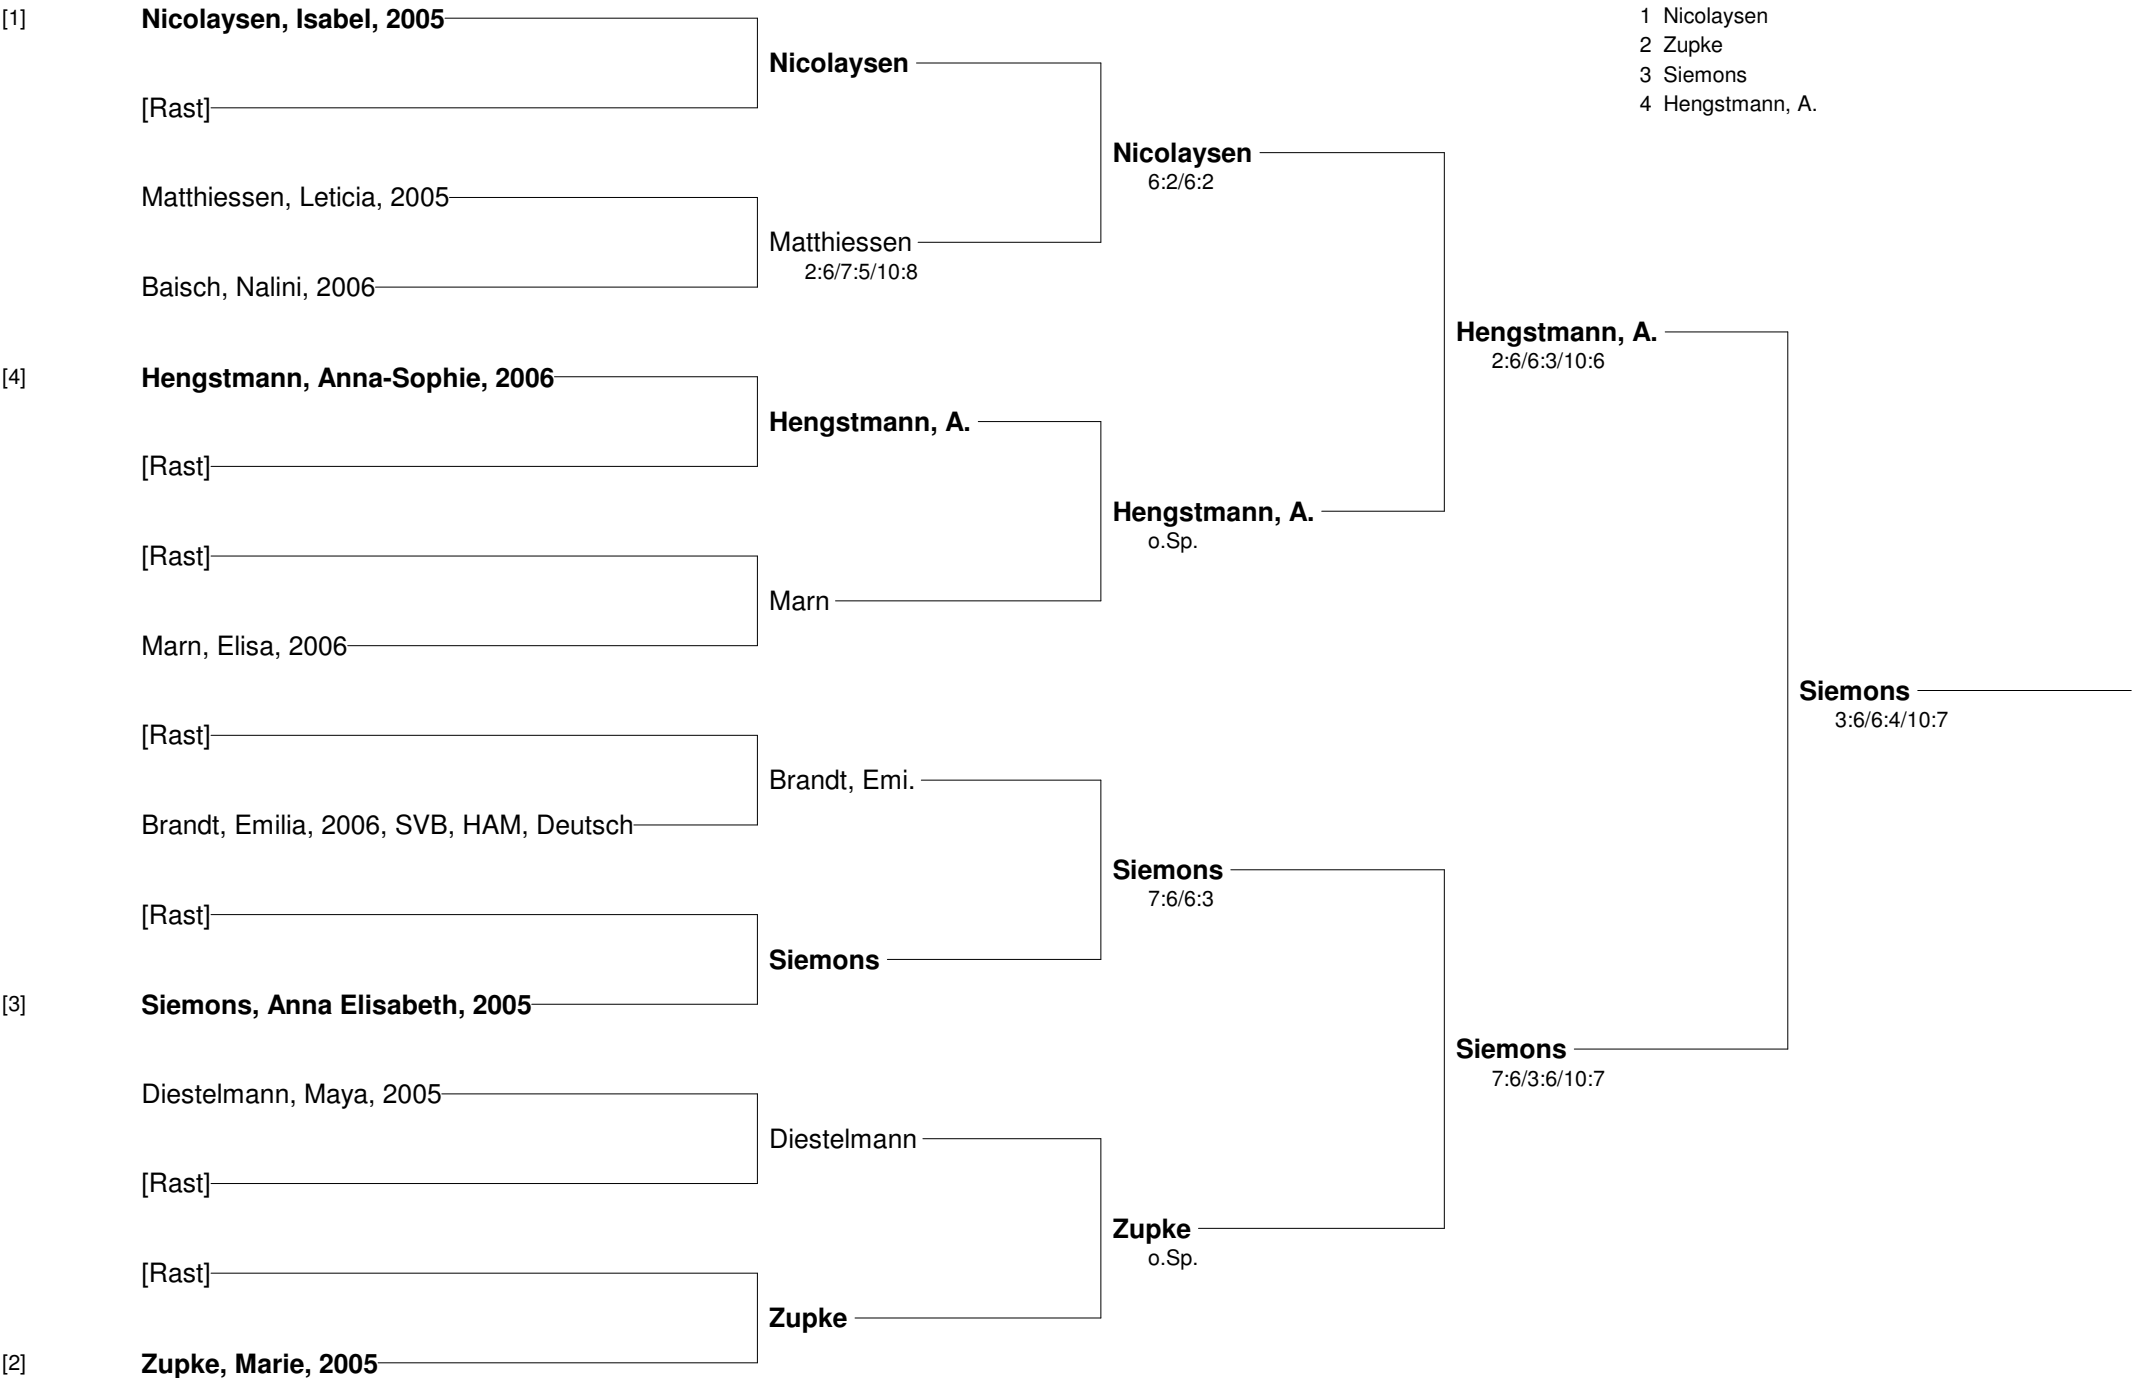 [1]
Nicolaysen, Isabel, 2005
1 Nicolaysen
2 Zupke
3 Siemons
4 Hengstmann, A.
Nicolaysen
[Rast]
Nicolaysen
6:2/6:2
Matthiessen, Leticia, 2005
Matthiessen
2:6/7:5/10:8
Baisch, Nalini, 2006
Hengstmann, A.
2:6/6:3/10:6
[4]
Hengstmann, Anna-Sophie, 2006
Hengstmann, A.
[Rast]
Hengstmann, A.
o.Sp.
[Rast]
Marn
Marn, Elisa, 2006
Siemons
3:6/6:4/10:7
[Rast]
Brandt, Emi.
Brandt, Emilia, 2006, SVB, HAM, Deutsch
Siemons
7:6/6:3
[Rast]
Siemons
[3]
Siemons, Anna Elisabeth, 2005
Siemons
7:6/3:6/10:7
Diestelmann, Maya, 2005
Diestelmann
[Rast]
Zupke
o.Sp.
[Rast]
Zupke
[2]
Zupke, Marie, 2005